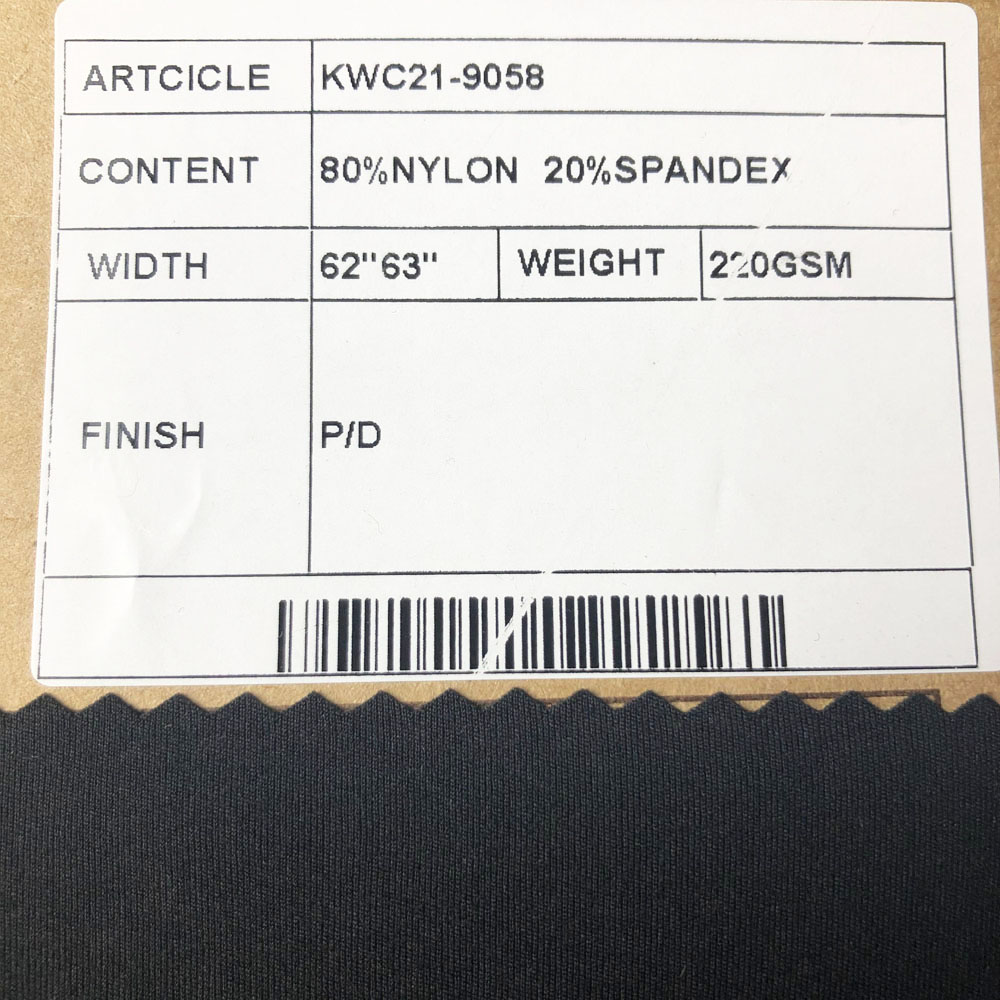 ARTCICLE KWC21-9058
CONTENT 80%NYLON 20%SPANDEX
WIDTH 62"63" WEIGHT 220GSM
FINISH P/D